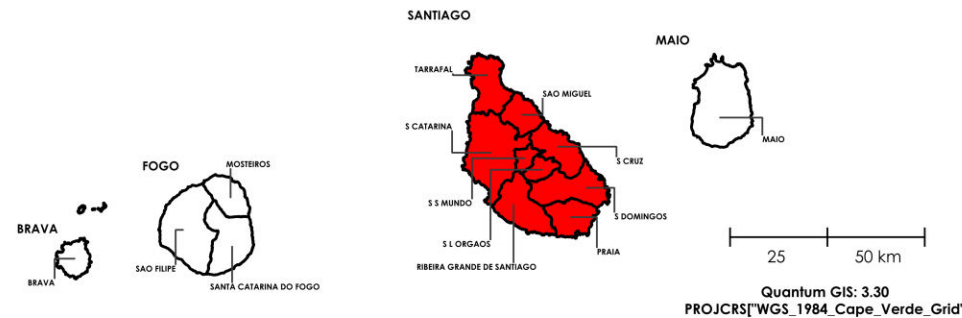 SANTIAGO
MAIO
TARRAFAL
SAO MIGUEL
S CATARINA
MAIO
S CRUZ
FOGO
MOSTEIROS
S S MUNDO
S DOMINGOS
BRAVA
S L ORGAOS
PRAIA
SAO FILIPE
RIBEIRA GRANDE DE SANTIAGO
BRAVA
SANTA CATARINA DO FOGO
25 50 km
Quantum GIS: 3.30
PROJCRS["WGS_1984_Cape_Verde_Grid"